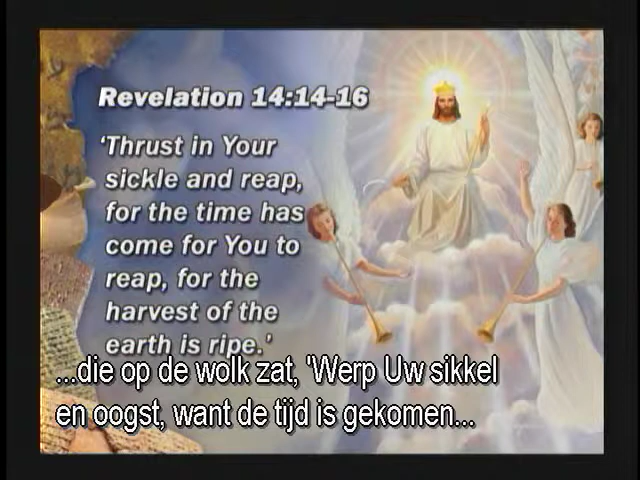 Revelation 14:14-16
'Thrust in Your
sickle and reap,
for the time has
come for You to
reap, for the
harvest of the
earth is ripe.'
...die op de wolk zat, 'Werp Uw sikkel
en oogst, want de tijd is gekomen...